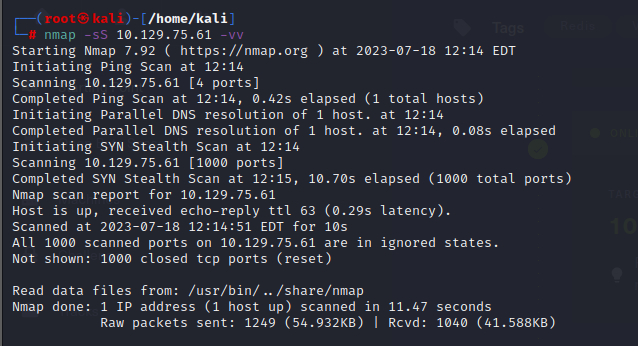 ┌──(root㉿kali)-[/home/kali]
└─# nmap -sS 10.129.75.61 -vv
Starting Nmap 7.92 ( https://nmap.org ) at 2023-07-18 12:14 EDT
Initiating Ping Scan at 12:14
Scanning 10.129.75.61 [4 ports]
Completed Ping Scan at 12:14, 0.42s elapsed (1 total hosts)
Initiating Parallel DNS resolution of 1 host. at 12:14
Completed Parallel DNS resolution of 1 host. at 12:14, 0.08s elapsed
Initiating SYN Stealth Scan at 12:14
Scanning 10.129.75.61 [1000 ports]
Completed SYN Stealth Scan at 12:15, 10.70s elapsed (1000 total ports)
Nmap scan report for 10.129.75.61
Host is up, received echo-reply ttl 63 (0.29s latency).
Scanned at 2023-07-18 12:14:51 EDT for 10s
All 1000 scanned ports on 10.129.75.61 are in ignored states.
Not shown: 1000 closed tcp ports (reset)
Read data files from: /usr/bin/../share/nmap
Nmap done: 1 IP address (1 host up) scanned in 11.47 seconds
Raw packets sent: 1249 (54.932KB) | Rcvd: 1040 (41.588KB)
Tags